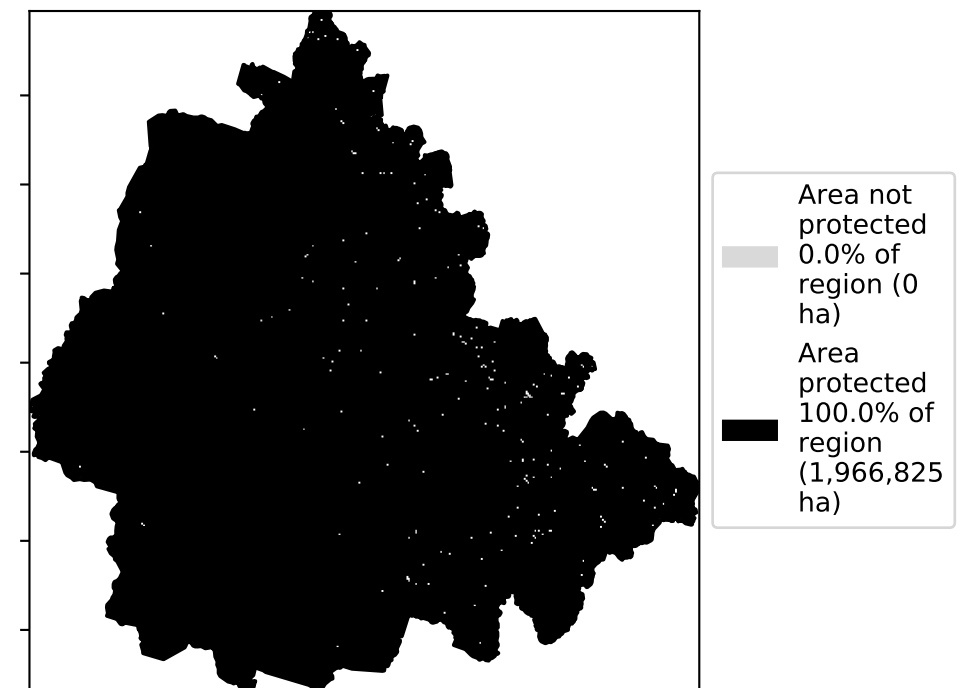 Area not
protected
0.0% of
region (0
ha)
Area
protected
100.0% of
region
(1,966,825
ha)